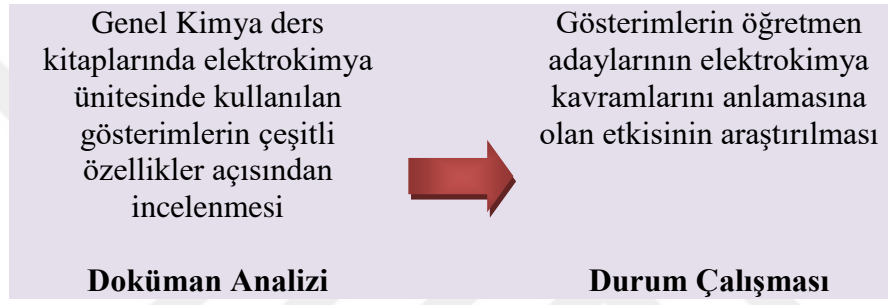 Genel Kimya ders
kitaplarında elektrokimya
ünitesinde kullanılan
gösterimlerin çeşitli
özellikler açısından
incelenmesi
Doküman Analizi
Gösterimlerin öğretmen
adaylarının elektrokimya
kavramlarını anlamasına
olan etkisinin araştırılması
Durum Çalışması